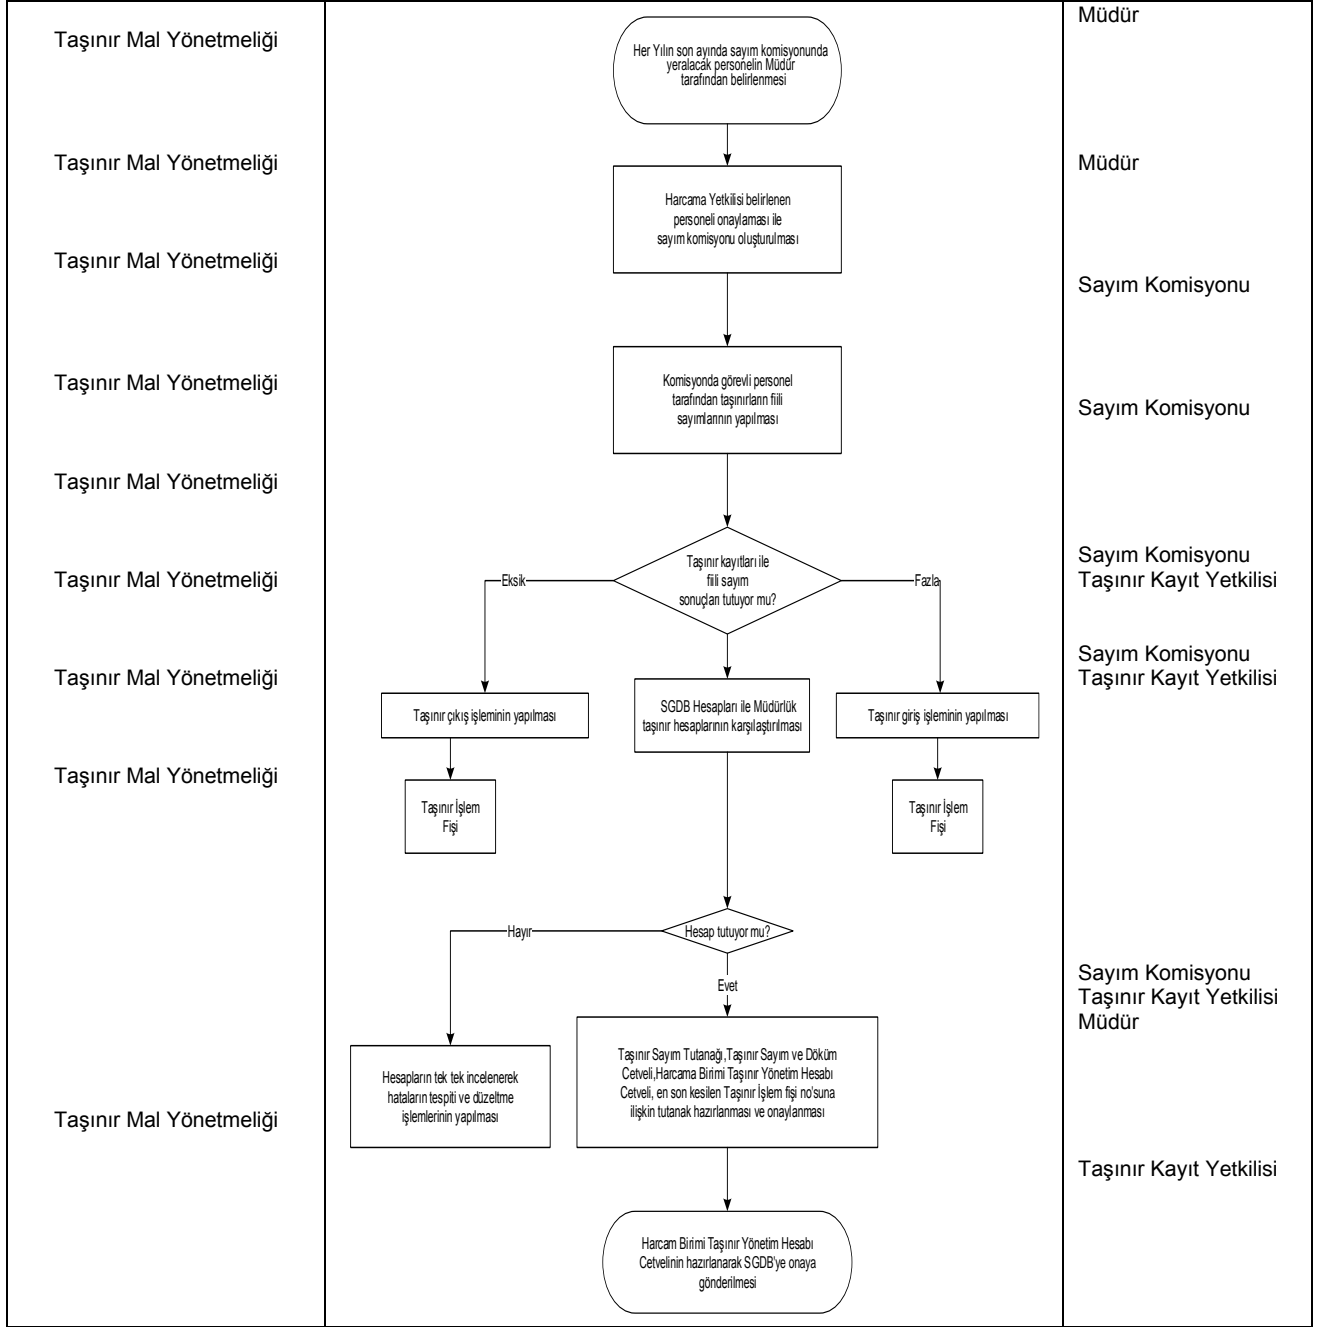 Taşınır Mal Yönetmeliği
Taşınır Mal Yönetmeliği
Taşınır Mal Yönetmeliği
Taşınır Mal Yönetmeliği
Taşınır Mal Yönetmeliği
Taşınır Mal Yönetmeliği
Taşınır Mal Yönetmeliği
Taşınır Mal Yönetmeliği
Taşınır Mal Yönetmeliği
Her Yılın son ayında sayım komisyonunda
yeralacak personelin Müdür
tarafından belirlenmesi
Harcama Yetkilisi belirlenen
personeli onaylaması ile
sayım komisyonu oluşturulması
Komisyonda görevli personel
tarafından taşınırların fiili
sayımlarının yapılması
Taşınır kayıtları ile
fiili sayım
sonuçları tutuyor mu?
Eksik
Fazla
Taşınır çıkış işleminin yapılması
SGDB Hesapları ile Müdürlük
taşınır hesaplarının karşılaştırılması
Taşınır giriş işleminin yapılması
Taşınır İşlem
Fişi
Taşınır İşlem
Fişi
Hesap tutuyor mu?
Hayır
Evet
Hesapların tek tek incelenerek
hataların tespiti ve düzeltme
işlemlerinin yapılması
Taşınır Sayım Tutanağı,Taşınır Sayım ve Döküm
Cetveli,Harcama Birimi Taşınır Yönetim Hesabı
Cetveli, en son kesilen Taşınır İşlem fişi no'suna
ilişkin tutanak hazırlanması ve onaylanması
Harcam Birimi Taşınır Yönetim Hesabı
Cetvelinin hazırlanarak SGDB'ye onaya
gönderilmesi
Müdür
Müdür
Sayım Komisyonu
Sayım Komisyonu
Sayım Komisyonu
Taşınır Kayıt Yetkilisi
Sayım Komisyonu
Taşınır Kayıt Yetkilisi
Sayım Komisyonu
Taşınır Kayıt Yetkilisi
Müdür
Taşınır Kayıt Yetkilisi